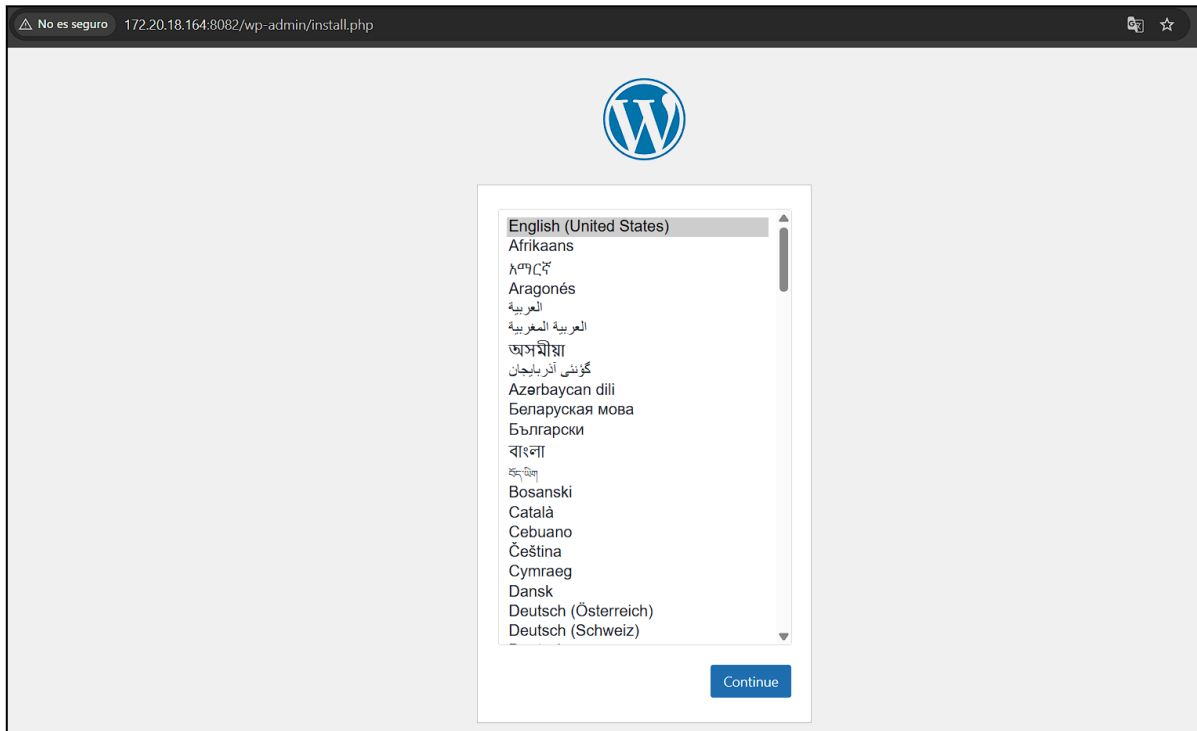 No es seguro 172.20.18.164:8082/wp-admin/install.php
English (United States)
Afrikaans
አማርኛ
Aragonés
العربية
العربية المغربية
অসমীয়া
گؤنئی آذربایجان
Azərbaycan dili
Беларуская мова
Български
বাংলা
བོད་ཡིག
Bosanski
Català
Cebuano
Čeština
Cymraeg
Dansk
Deutsch (Österreich)
Deutsch (Schweiz)
Continue